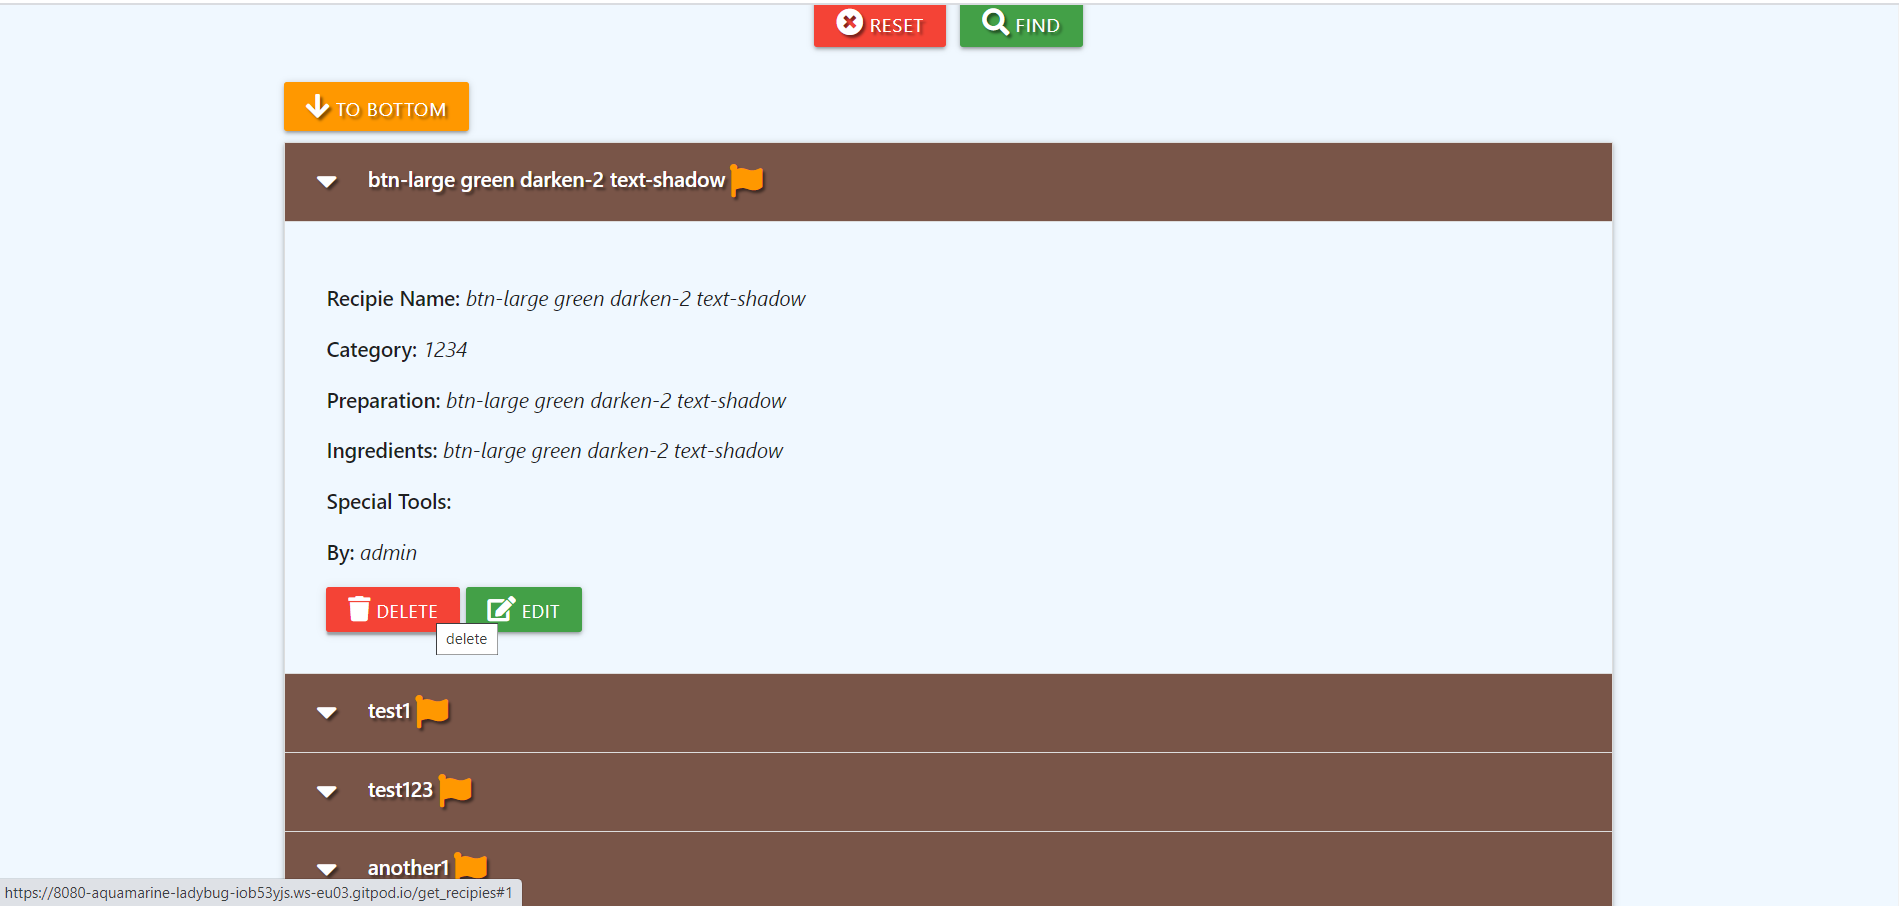 RESET FIND
TO BOTTOM
btn-large green darken-2 text-shadow
Recipie Name: btn-large green darken-2 text-shadow
Category: 1234
Preparation: btn-large green darken-2 text-shadow
Ingredients: btn-large green darken-2 text-shadow
Special Tools:
By: admin
DELETE EDIT
delete
test1
test123
another1
https://8080-aquamarine-ladybug-iob53yjs.ws-eu03.gitpod.io/get_recipies#1